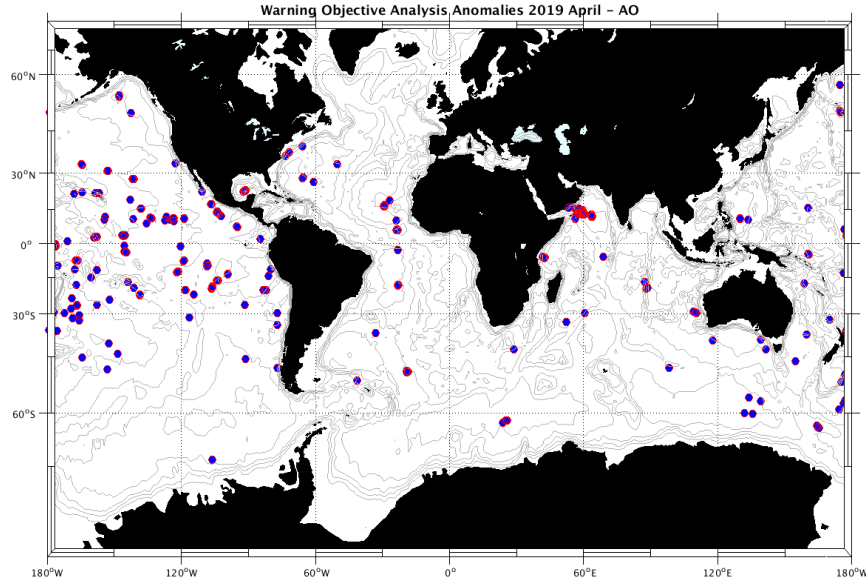 Warning Objective Analysis Anomalies 2019 April – AO
60°N
30°N
0°
30°S
60°S
180°W 120°W 60°W 0° 60°E 120°E 180°W